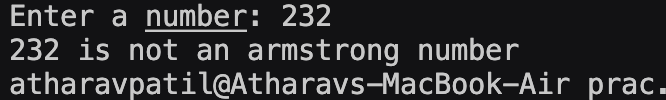 Enter a number: 232
232 is not an armstrong number
atharavpatil@Atharavs-MacBook-Air prac.